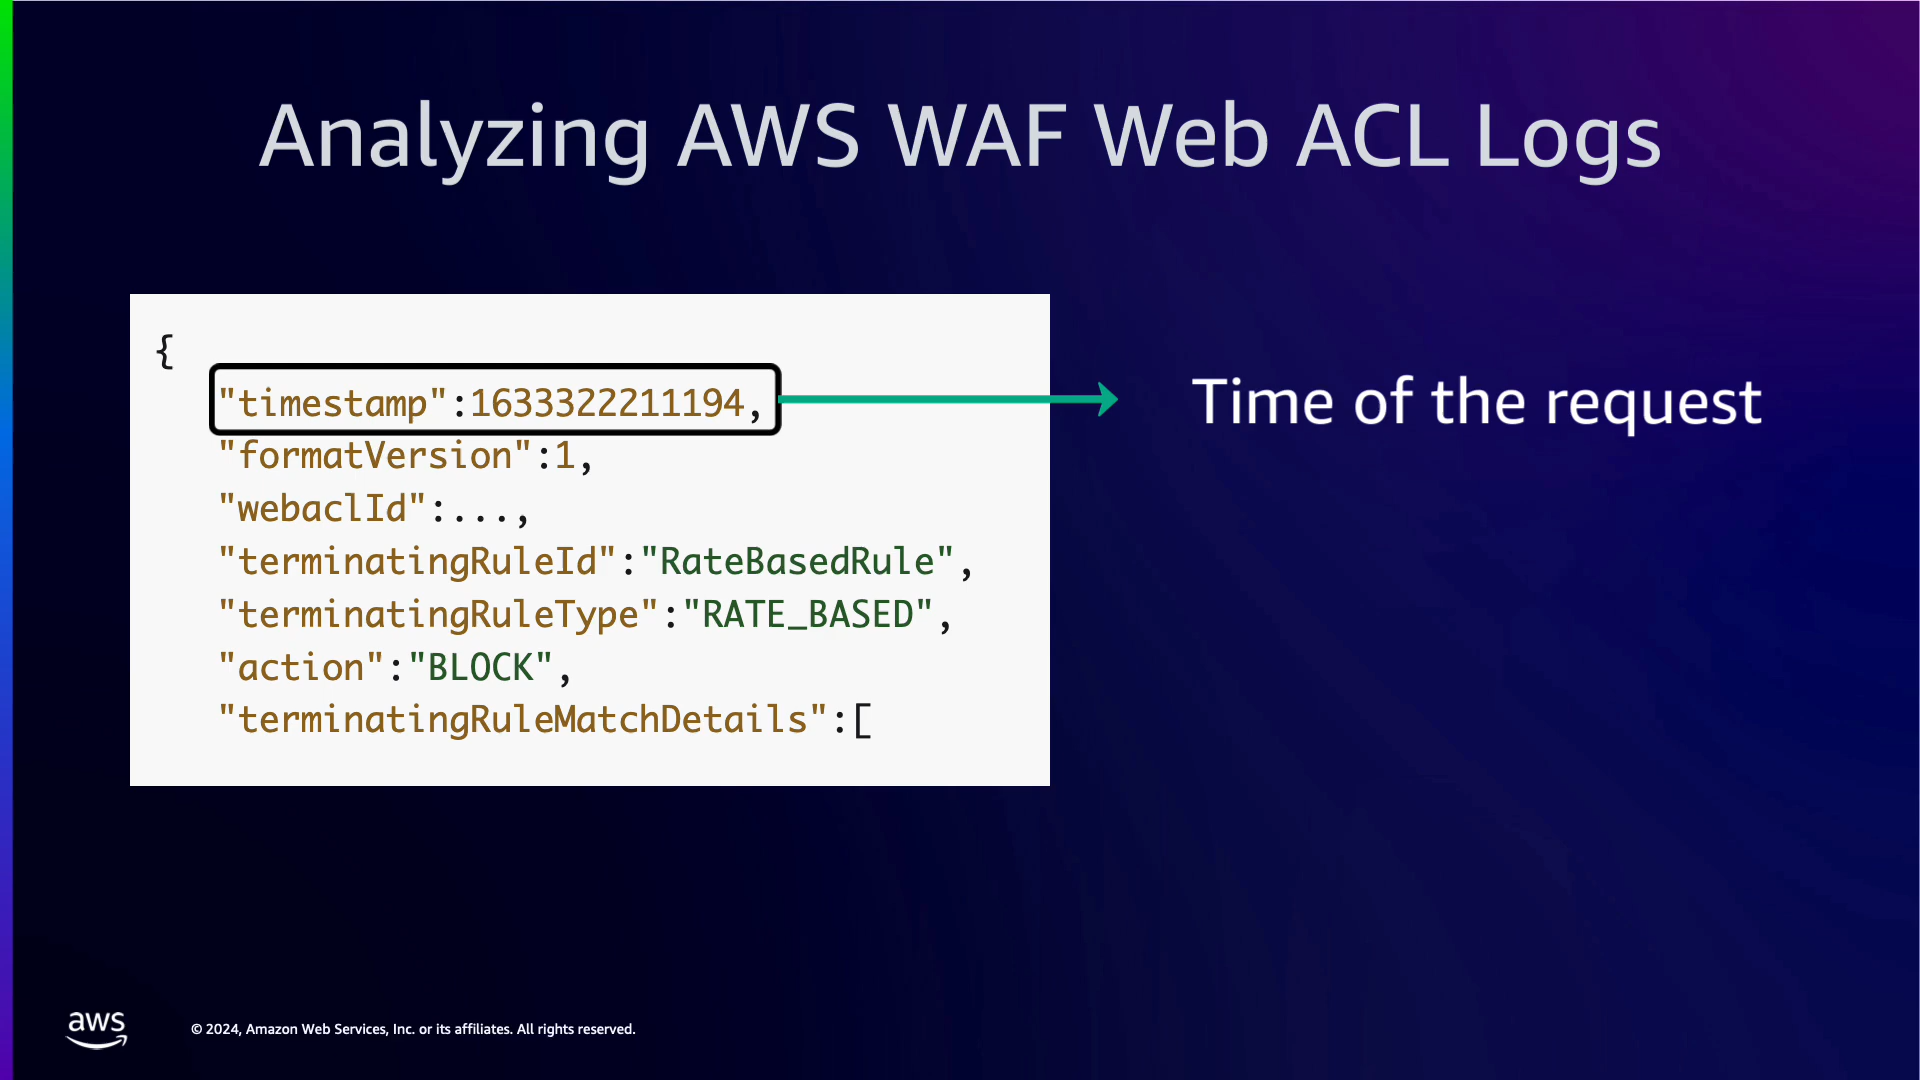 Analyzing AWS WAF Web ACL Logs
{
"timestamp":1633322211194,
"formatVersion":1,
"webaclId":...,
"terminatingRuleId":"RateBasedRule",
"terminatingRuleType":"RATE_BASED",
"action":"BLOCK",
"terminatingRuleMatchDetails":[
Time of the request
aws
© 2024, Amazon Web Services, Inc. or its affiliates. All rights reserved.